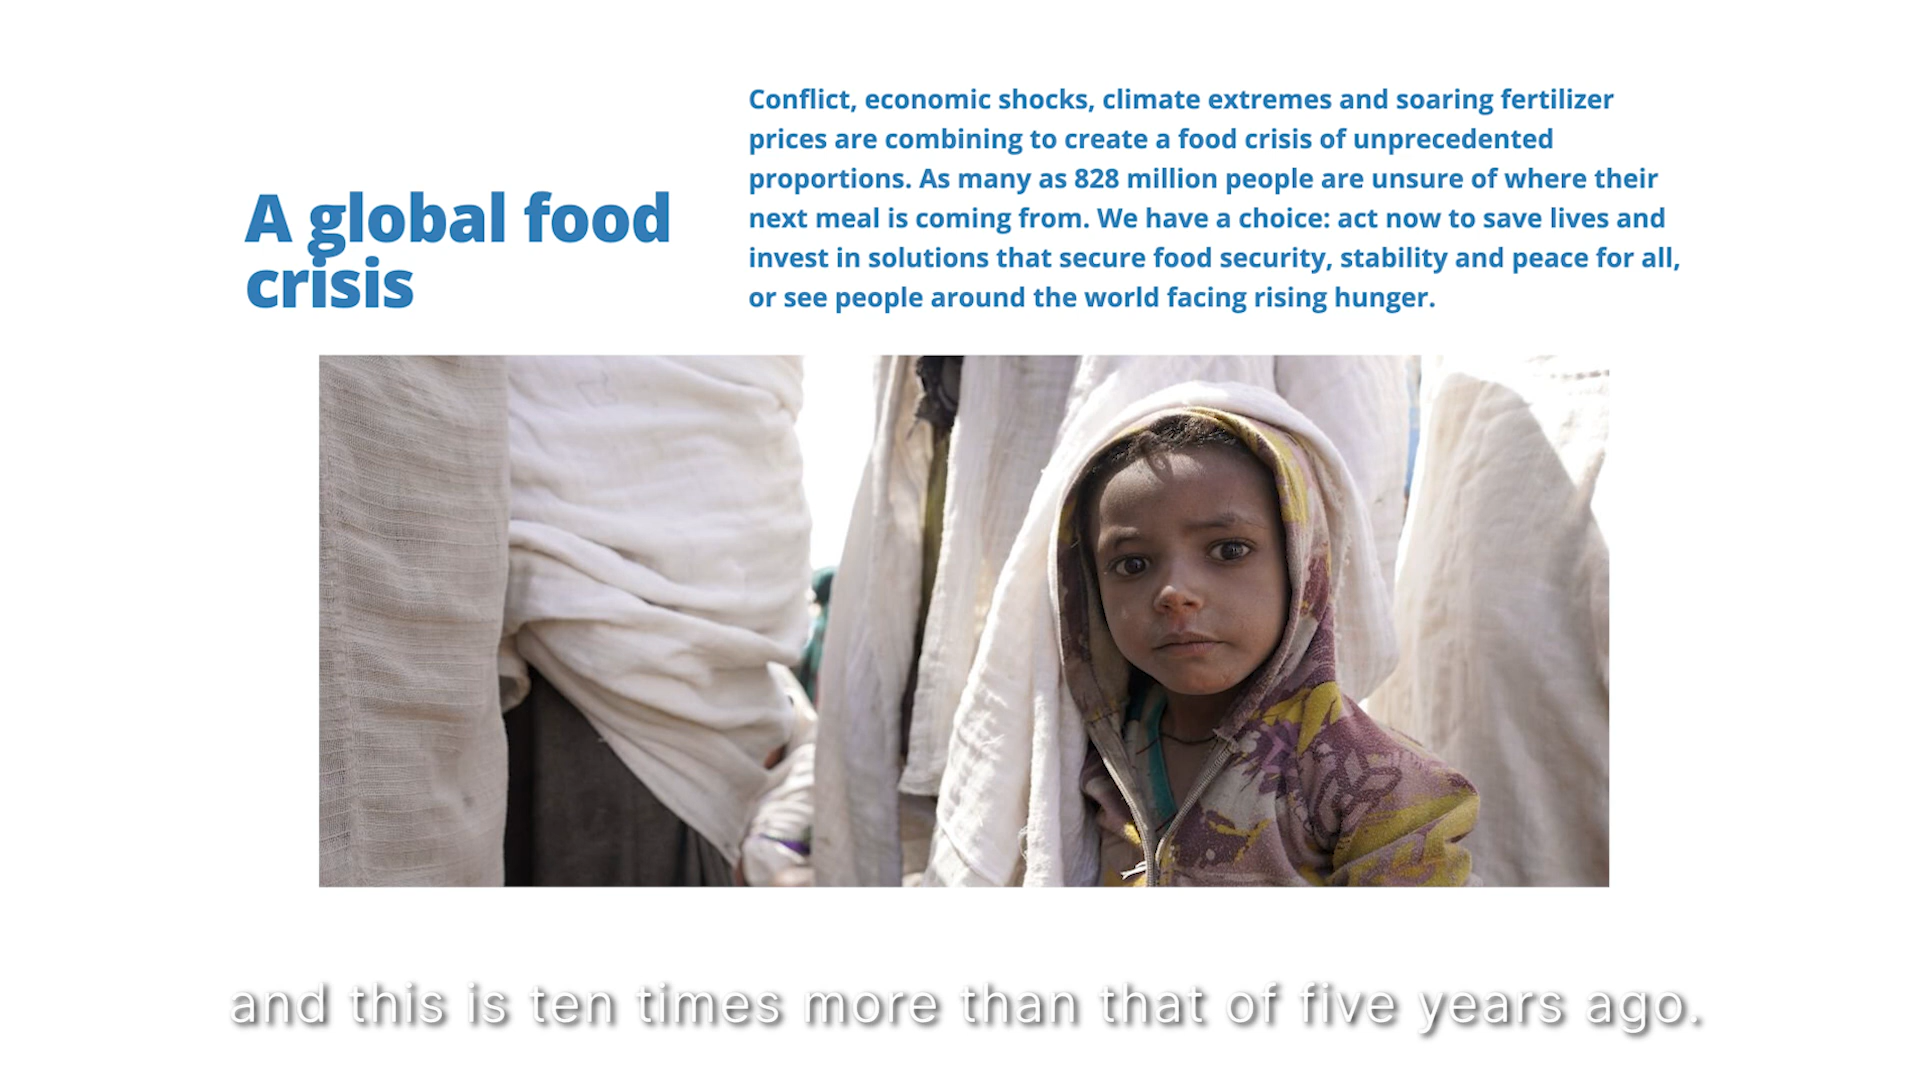 A global food
crisis
Conflict, economic shocks, climate extremes and soaring fertilizer
prices are combining to create a food crisis of unprecedented
proportions. As many as 828 million people are unsure of where their
next meal is coming from. We have a choice: act now to save lives and
invest in solutions that secure food security, stability and peace for all,
or see people around the world facing rising hunger.
and this is ten times more than that of five years ago.